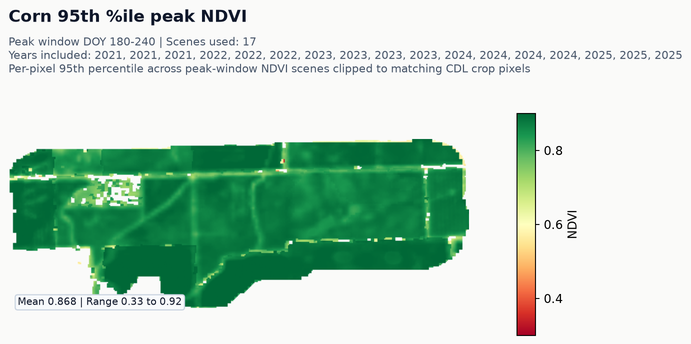 Corn 95th %ile peak NDVI
Peak window DOY 180-240 | Scenes used: 17
Years included: 2021, 2021, 2021, 2022, 2022, 2022, 2023, 2023, 2023, 2023, 2024, 2024, 2024, 2024, 2025, 2025, 2025
Per-pixel 95th percentile across peak-window NDVI scenes clipped to matching CDL crop pixels
0.8
0.6
0.4
NDVI
Mean 0.868 | Range 0.33 to 0.92